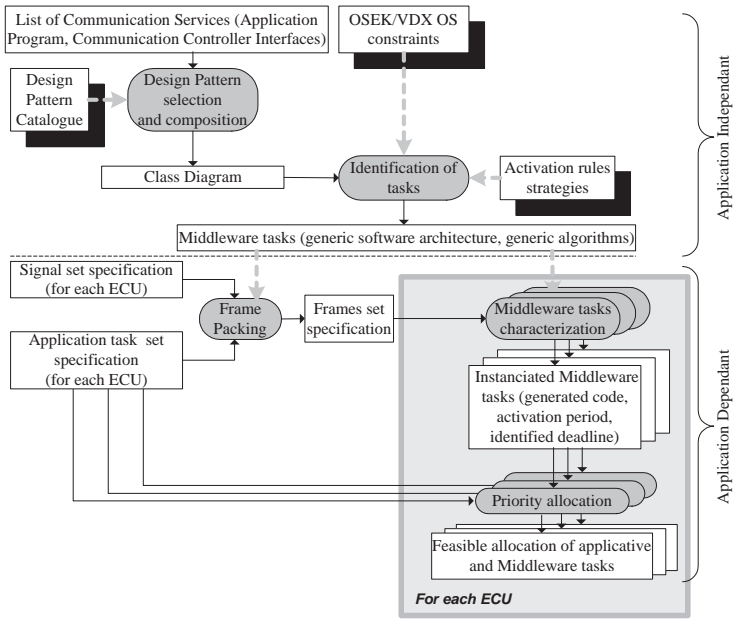 List of Communication Services (Application
Program, Communication Controller Interfaces)
OSEK/VDX OS
constraints
Design
Pattern
Catalogue
Design Pattern
selection
and composition
Class Diagram
Identification of
tasks
Activation rules
strategies
Middleware tasks (generic software architecture, generic algorithms)
Application Independant
Signal set specification
(for each ECU)
Frame
Packing
Frames set
specification
Middleware tasks
characterization
Application task set
specification
(for each ECU)
Instanciated Middleware
tasks (generated code,
activation period,
identified deadline)
Priority allocation
Feasible allocation of applicative
and Middleware tasks
For each ECU
Application Dependant